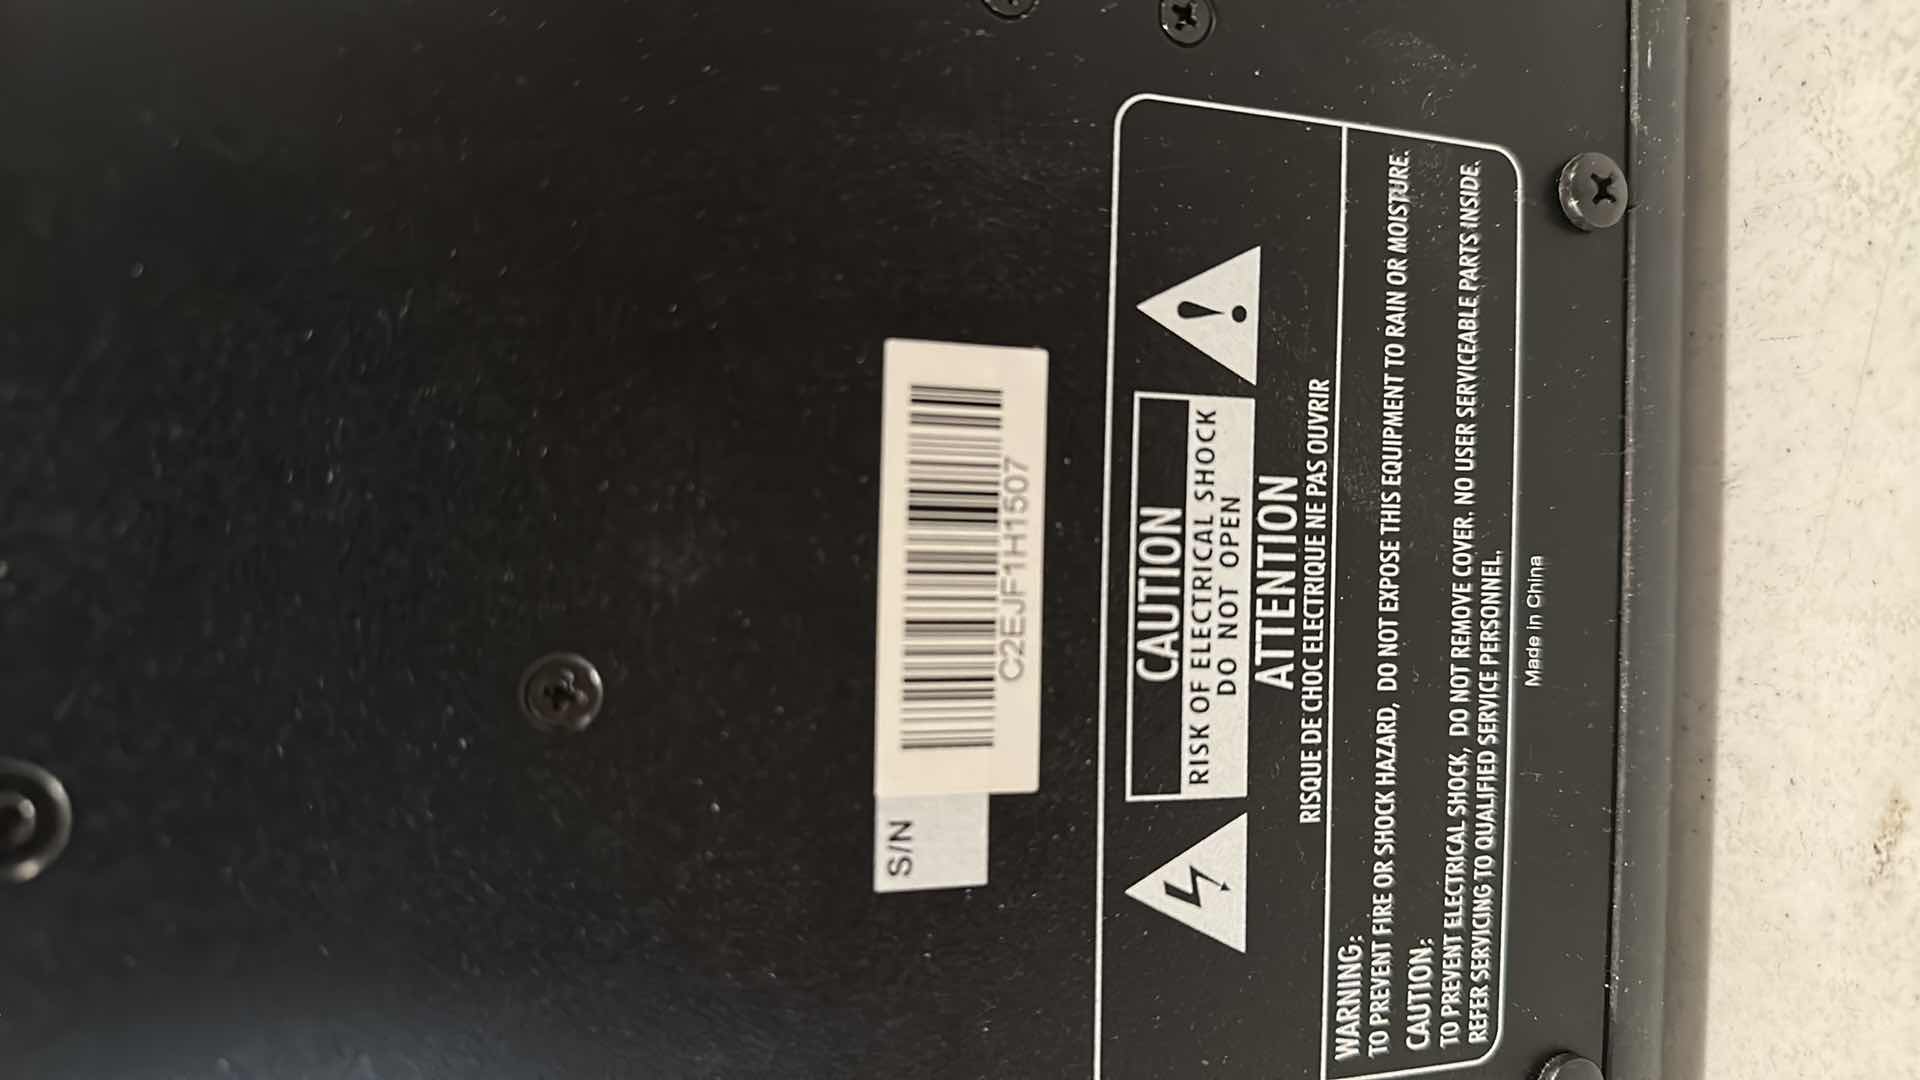 S/N
C2EJF1H1507
CAUTION
RISK OF ELECTRICAL SHOCK
DO NOT OPEN
ATTENTION
RISQUE DE CHOC ELECTRIQUE NE PAS OUVRIR
WARNING:
TO PREVENT FIRE OR SHOCK HAZARD, DO NOT EXPOSE THIS EQUIPMENT TO RAIN OR MOISTURE.
CAUTION:
TO PREVENT ELECTRICAL SHOCK, DO NOT REMOVE COVER. NO USER SERVICEABLE PARTS INSIDE.
REFER SERVICING TO QUALIFIED SERVICE PERSONNEL.
Made in China